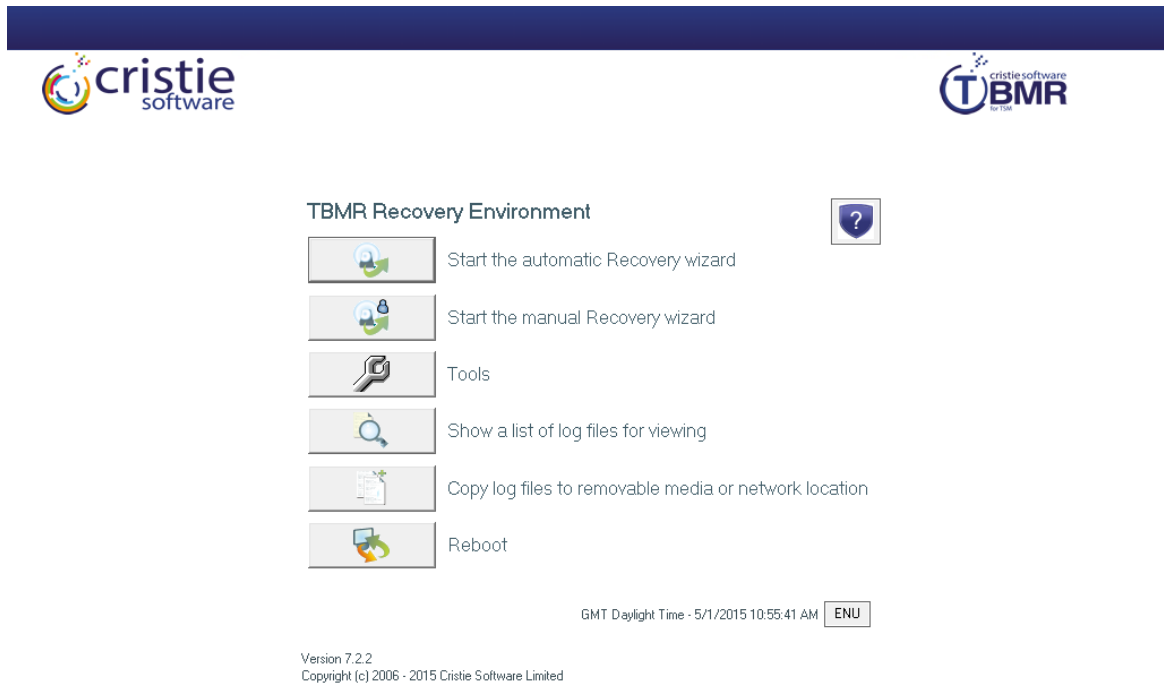 cristie
software
cristie software
TBMR
for TSM
TBMR Recovery Environment
?
Start the automatic Recovery wizard
Start the manual Recovery wizard
Tools
Show a list of log files for viewing
Copy log files to removable media or network location
Reboot
GMT Daylight Time - 5/1/2015 10:55:41 AM ENU
Version 7.2.2
Copyright (c) 2006 - 2015 Cristie Software Limited